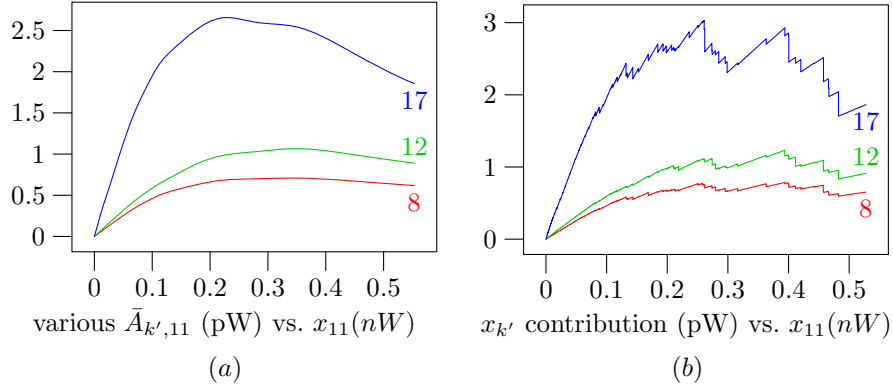 2.5
2
1.5
1
0.5
0
17
12
8
0 0.1 0.2 0.3 0.4 0.5
various Ā_{k′,11} (pW) vs. x_{11}(nW)
(a)
3
2
1
0
17
12
8
0 0.1 0.2 0.3 0.4 0.5
x_{k′} contribution (pW) vs. x_{11}(nW)
(b)